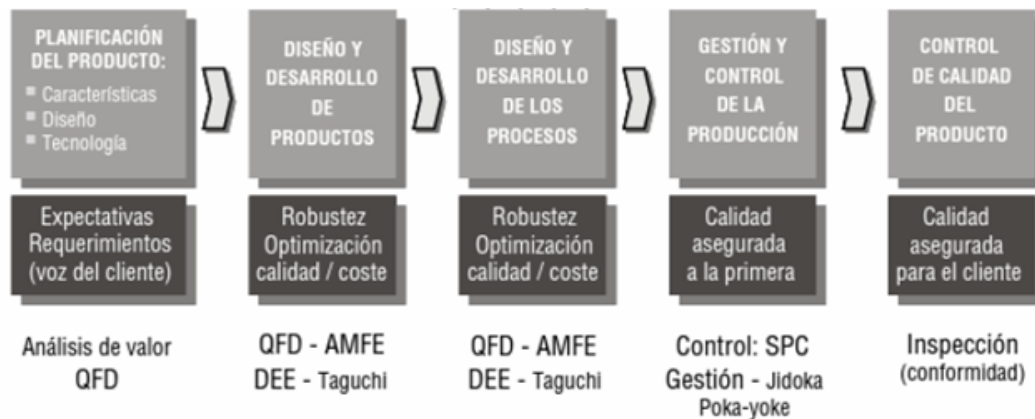 PLANIFICACIÓN
DEL PRODUCTO:
Características
Diseño
Tecnología
Expectativas
Requerimientos
(voz del cliente)
Análisis de valor
QFD
DISEÑO Y
DESARROLLO
DE
PRODUCTOS
Robustez
Optimización
calidad / coste
QFD - AMFE
DEE - Taguchi
DISEÑO Y
DESARROLLO
DE LOS
PROCESOS
Robustez
Optimización
calidad / coste
QFD - AMFE
DEE - Taguchi
GESTIÓN Y
CONTROL
DE LA
PRODUCCIÓN
Calidad
asegurada
a la primera
Control: SPC
Gestión - Jidoka
Poka-yoke
CONTROL
DE CALIDAD
DEL
PRODUCTO
Calidad
asegurada
para el cliente
Inspección
(conformidad)